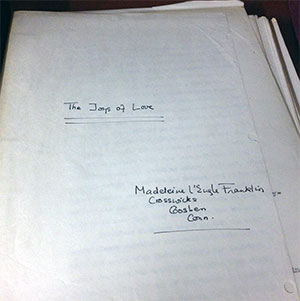 The Joys of Love
Madeleine L'Engle Franklin
Crosswicks
Goshen
Conn.